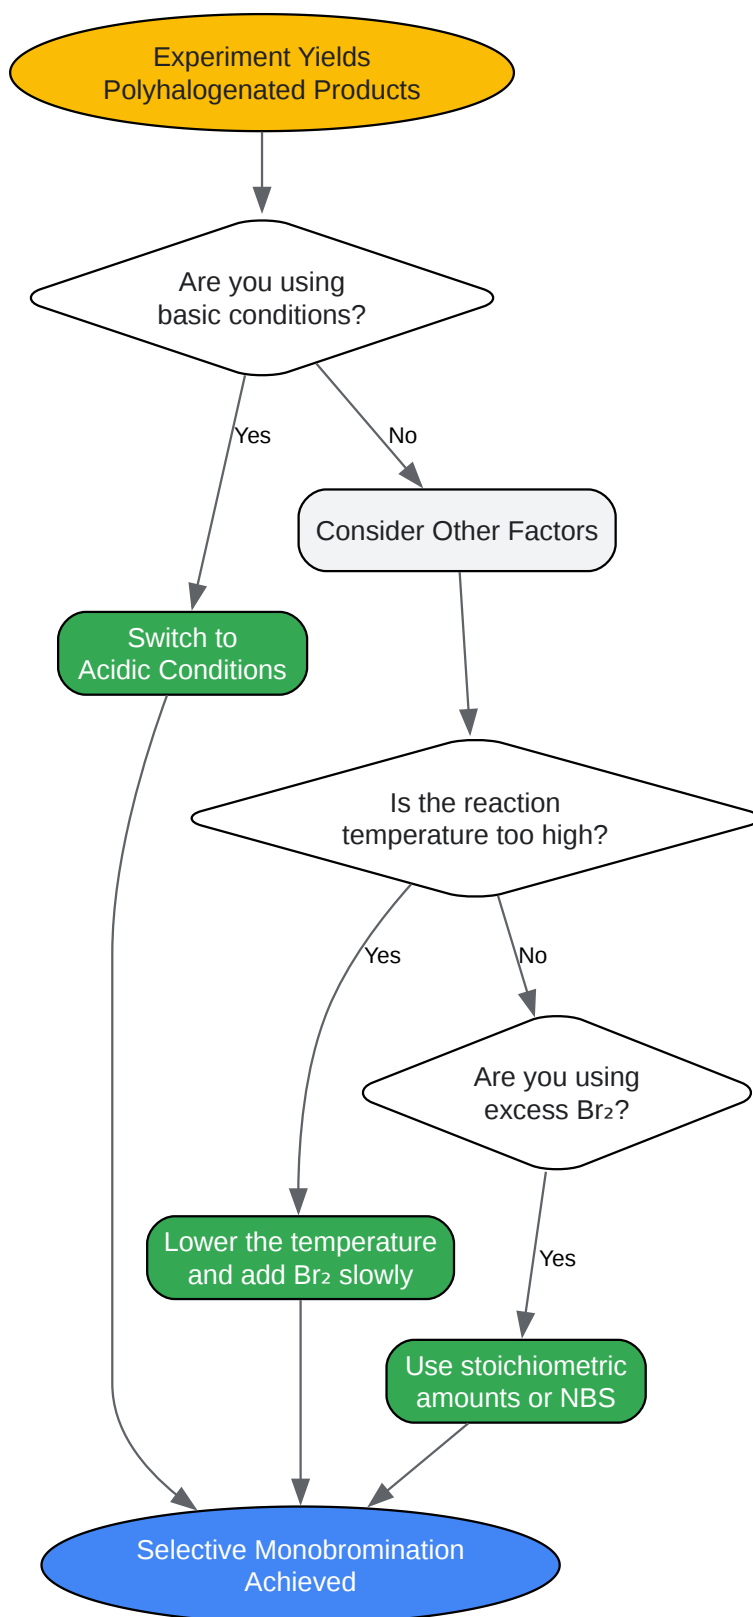 Experiment Yields
Polyhalogenated Products
Are you using
basic conditions?
Yes
No
Consider Other Factors
Switch to
Acidic Conditions
Is the reaction
temperature too high?
Yes
No
Are you using
excess Br₂?
Lower the temperature
and add Br₂ slowly
Yes
Use stoichiometric
amounts or NBS
Selective Monobromination
Achieved